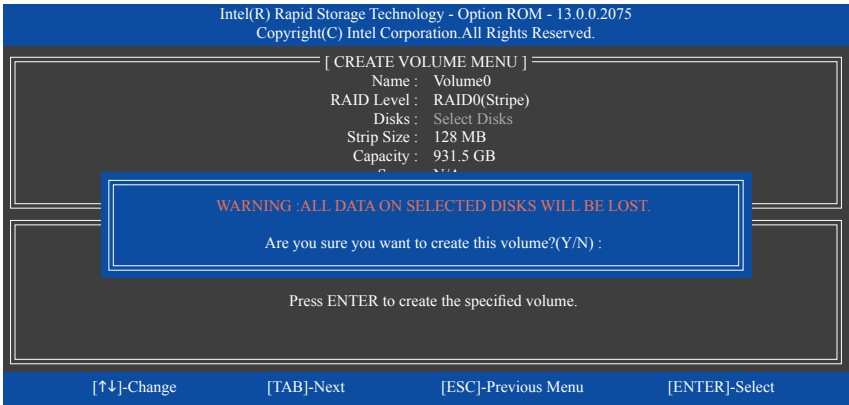 Intel(R) Rapid Storage Technology - Option ROM - 13.0.0.2075
Copyright(C) Intel Corporation.All Rights Reserved.
[ CREATE VOLUME MENU ]
Name : Volume0
RAID Level : RAID0(Stripe)
Disks : Select Disks
Strip Size : 128 MB
Capacity : 931.5 GB
N/A
WARNING :ALL DATA ON SELECTED DISKS WILL BE LOST.
Are you sure you want to create this volume?(Y/N) :
Press ENTER to create the specified volume.
[↑↓]-Change [TAB]-Next [ESC]-Previous Menu [ENTER]-Select